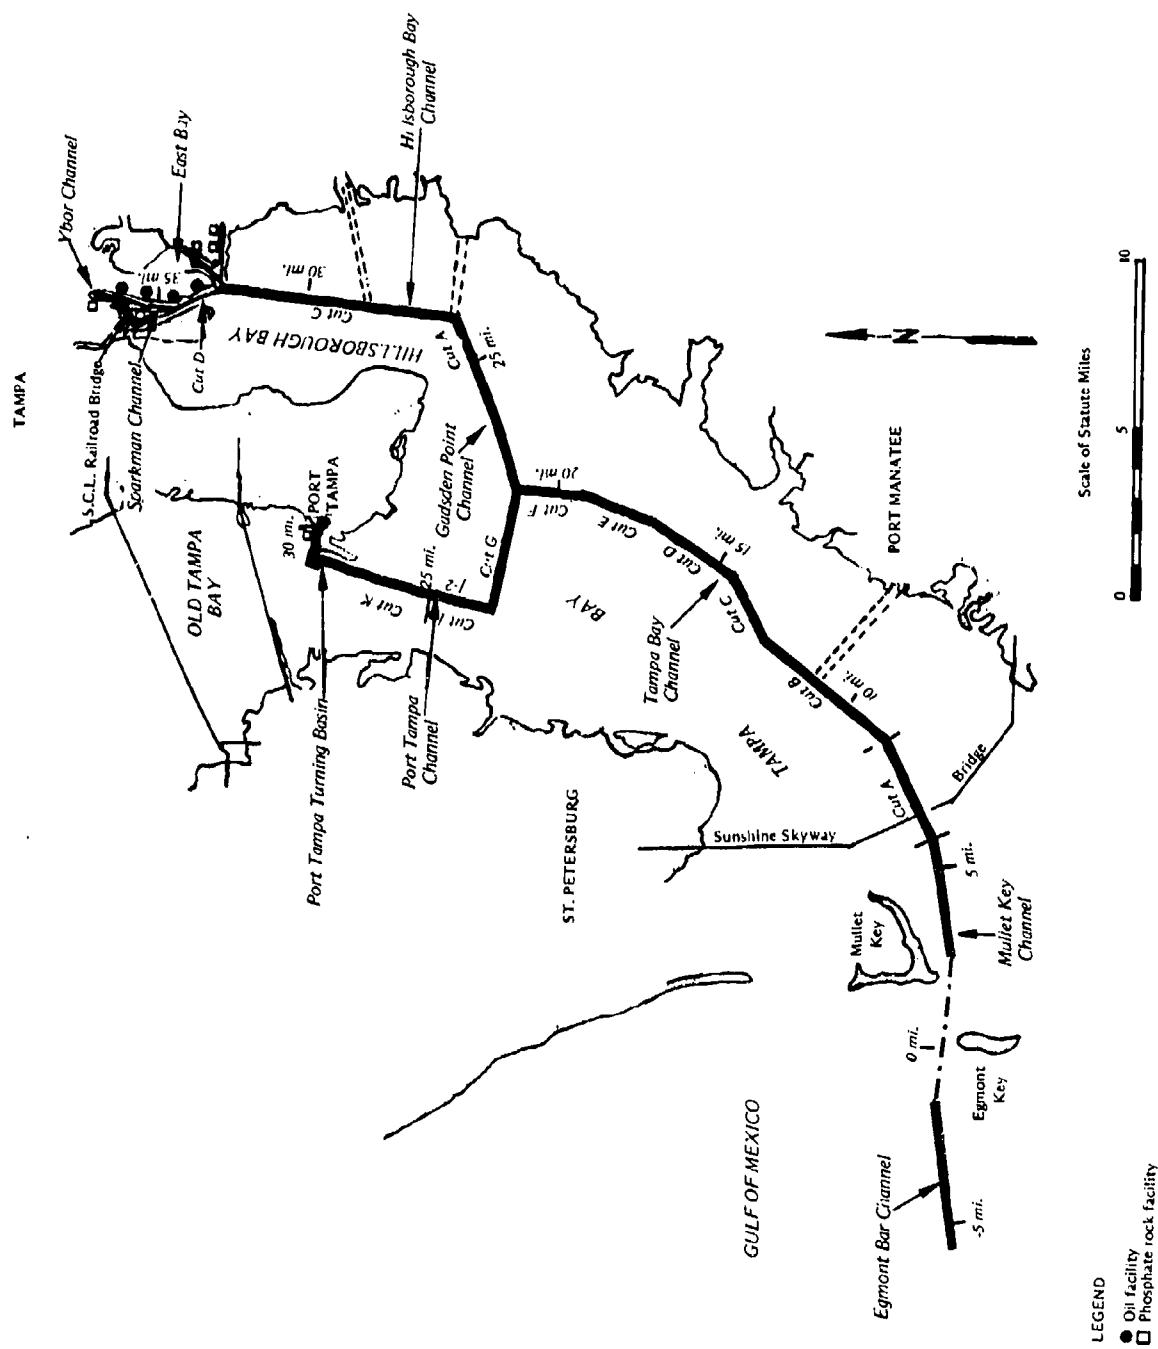 TAMPA
Ybor Channel
East Bay
Hillsborough Bay
Channel
S.C.L. Railroad Bridge
Sparkman Channel
Cut D
35 mi.
30 mi.
Cut C
HILLSBOROUGH BAY
Cut A
25 mi.
Gudsden Point
Channel
OLD TAMPA
BAY
30 mi.
PORT
TAMPA
Cut K
25 mi.
J-2
Cut G
20 mi.
Cut F
Cut E
Cut D
15 mi.
Cut C
PORT MANATEE
Port Tampa Turning Basin
Port Tampa
Channel
TAMPA
BAY
Tampa Bay
Channel
Cut B
10 mi.
Cut A
Bridge
Sunshine Skyway
ST. PETERSBURG
5 mi.
Mullet
Key
Mullet Key
Channel
0 mi.
Egmont
Key
GULF OF MEXICO
Egmont Bar Channel
-5 mi.
N
Scale of Statute Miles
0
5
10
LEGEND
Oil facility
Phosphate rock facility